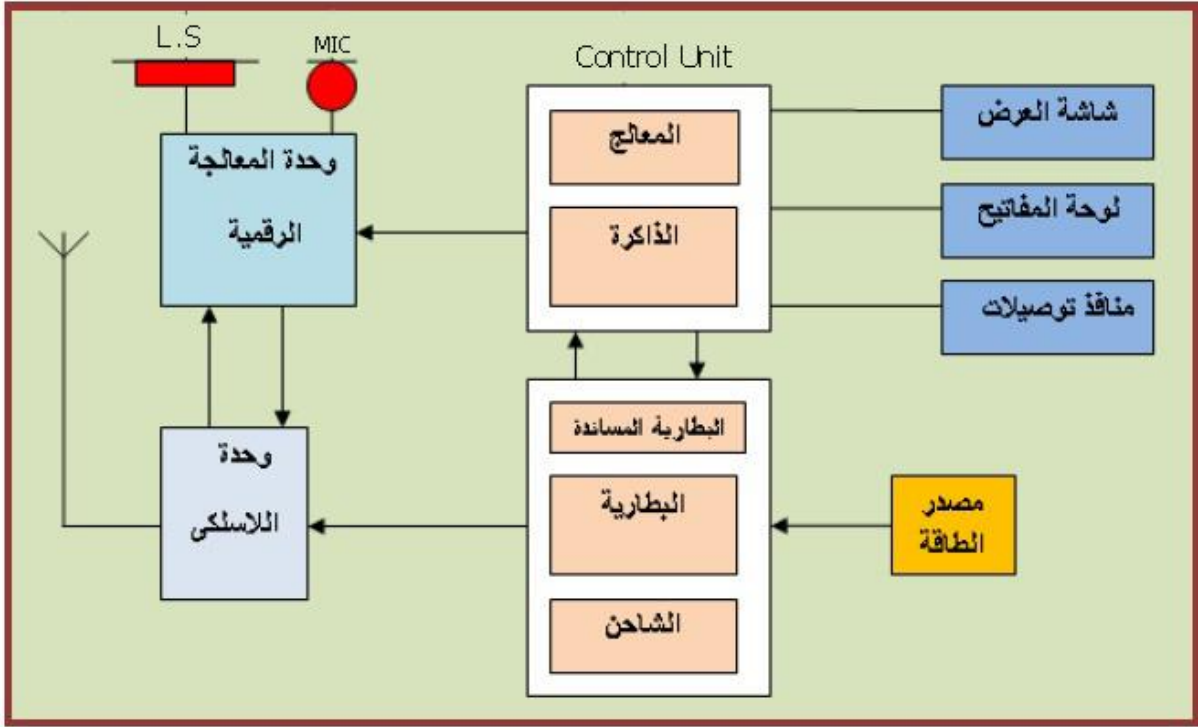 L.S
MIC
Control Unit
وحدة المعالجة
الرقمية
المعالج
الذاكرة
شاشة العرض
لوحة المفاتيح
منافذ توصيلات
وحدة
اللاسلكى
البطارية المساندة
البطارية
الشاحن
مصدر
الطاقة